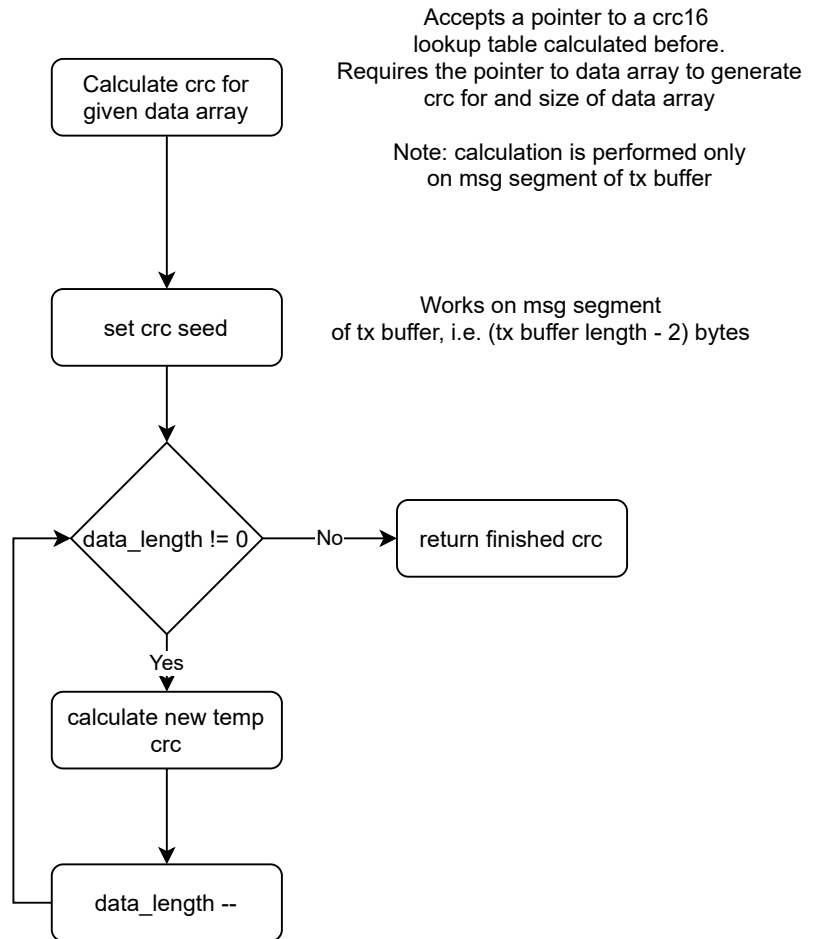 Accepts a pointer to a crc16
lookup table calculated before.
Requires the pointer to data array to generate
crc for and size of data array
Calculate crc for
given data array
Note: calculation is performed only
on msg segment of tx buffer
set crc seed
Works on msg segment
of tx buffer, i.e. (tx buffer length - 2) bytes
data_length != 0
No
return finished crc
Yes
calculate new temp
crc
data_length --